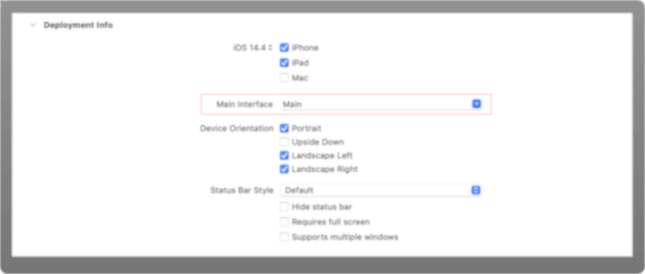 Deployment Info
iOS 14.4 iPhone
iPad
Mac
Main Interface Main
Device Orientation Portrait
Upside Down
Landscape Left
Landscape Right
Status Bar Style Default
Hide status bar
Requires full screen
Supports multiple windows